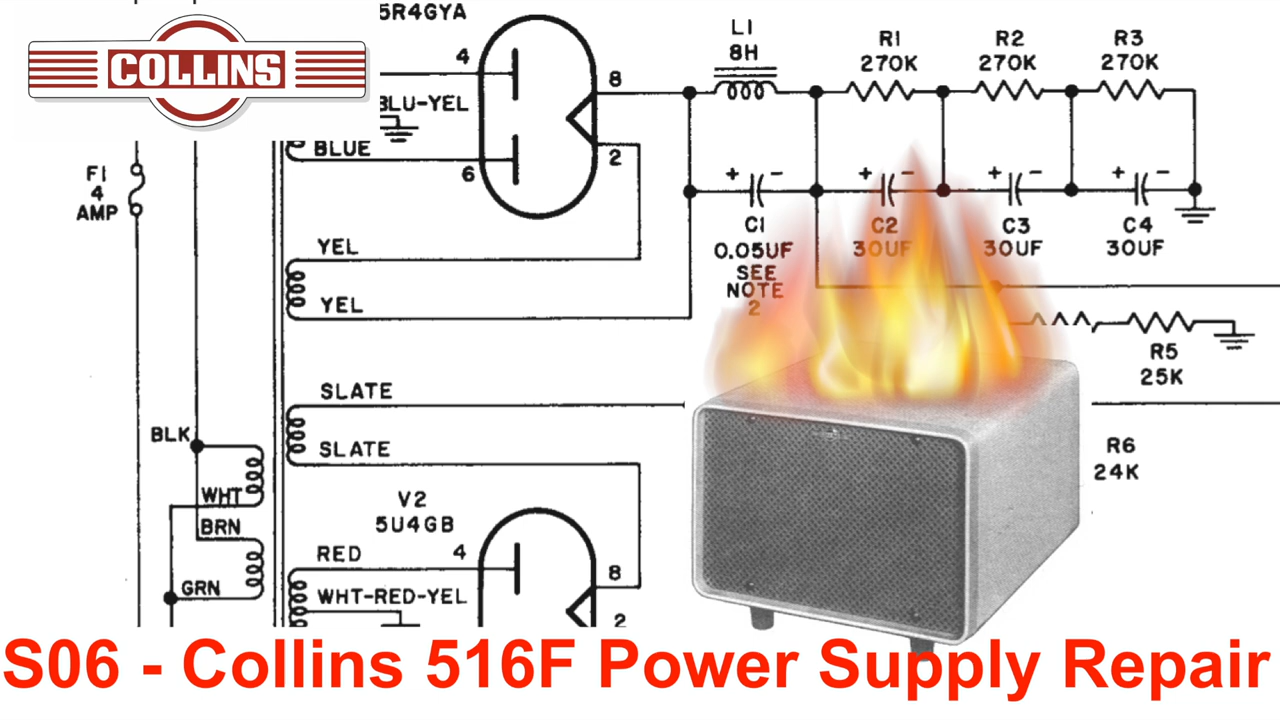 5R4GYA
COLLINS
4
8
BLU-YEL
BLUE
6
2
L1
8H
R1
270K
R2
270K
R3
270K
F1
4
AMP
+ -
C1
0.05UF
SEE
NOTE
2
+ -
C2
30UF
+ -
C3
30UF
+ -
C4
30UF
YEL
YEL
R5
25K
SLATE
SLATE
R6
24K
BLK
WHT
BRN
GRN
V2
5U4GB
RED
4
8
WHT-RED-YEL
2
S06 - Collins 516F Power Supply Repair